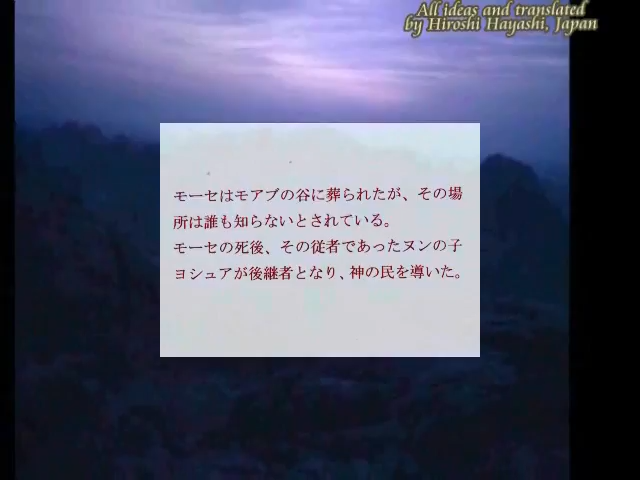 All ideas and translated
by Hiroshi Hayashi, Japan
モーセはモアブの谷に葬られたが、その場
所は誰も知らないとされている。
モーセの死後、その従者であったヌンの子
ヨシュアが後継者となり、神の民を導いた。